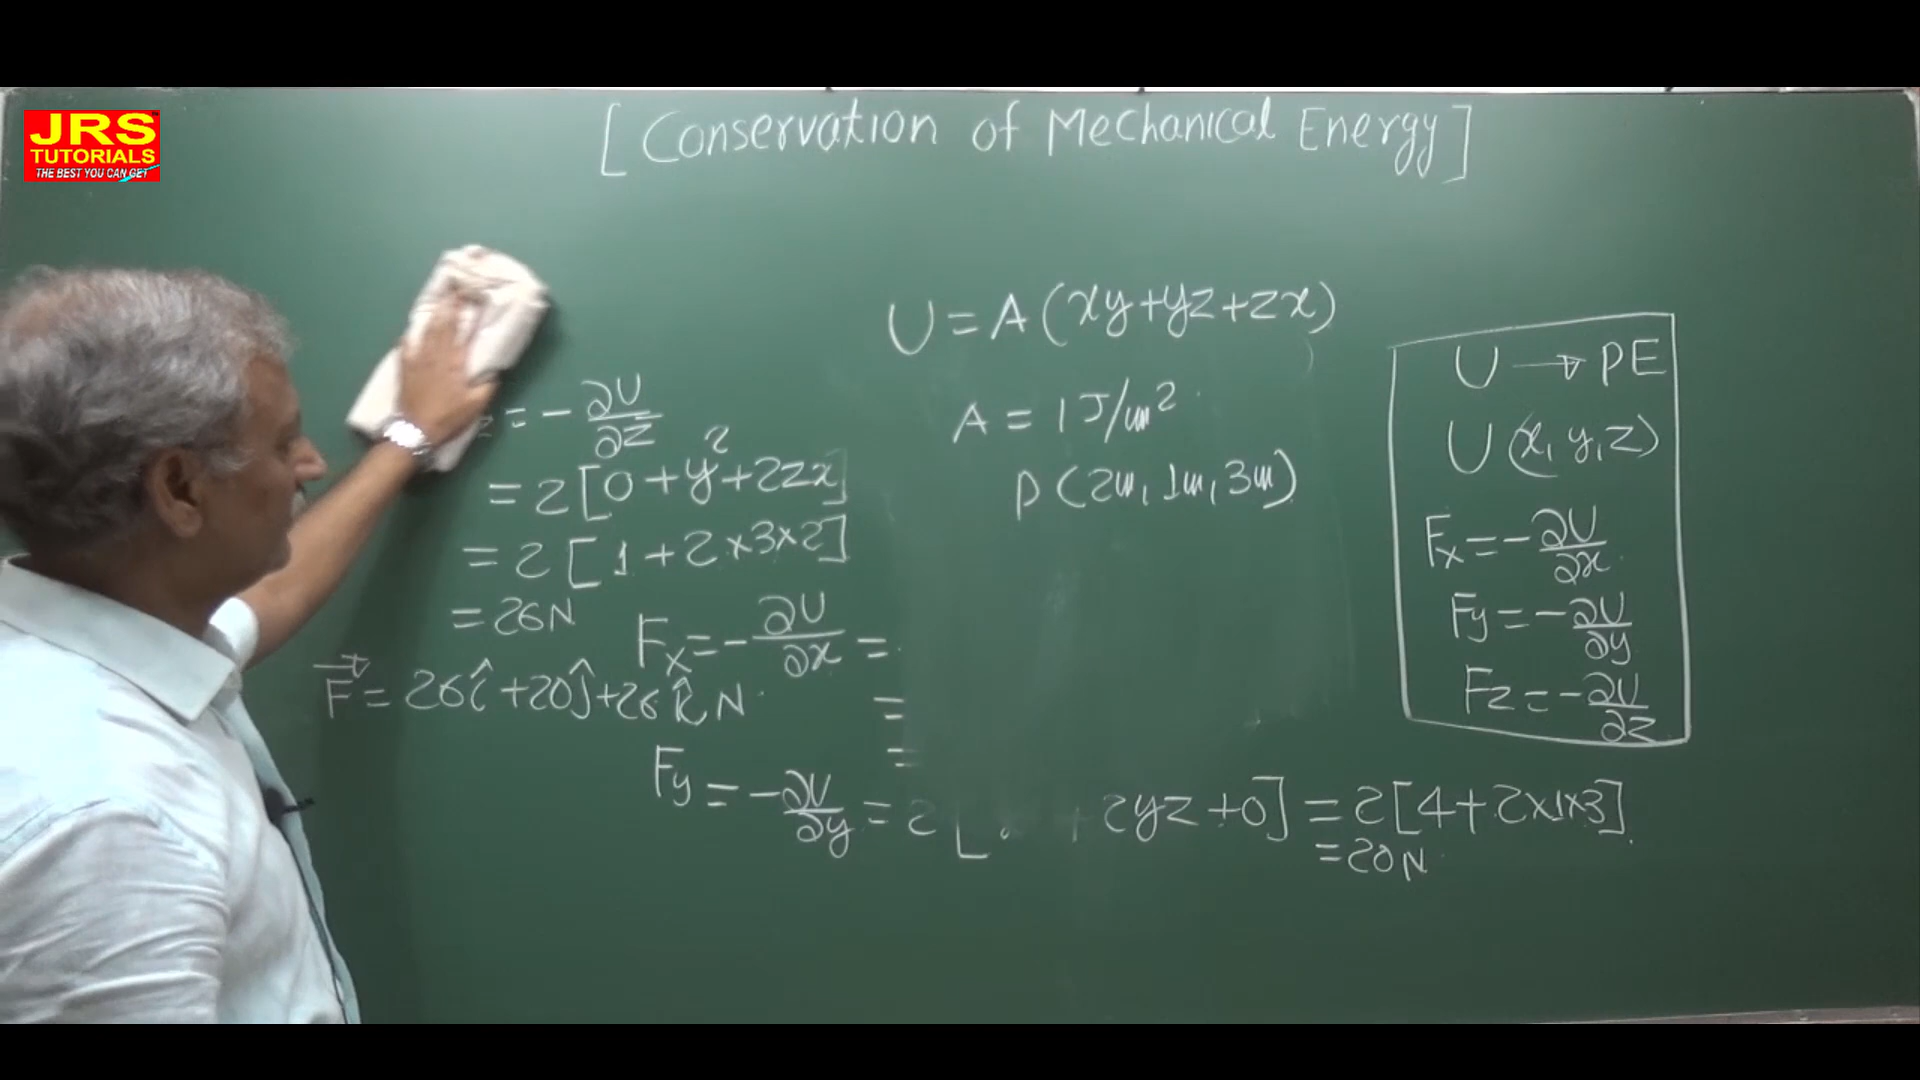 JRS
TUTORIALS
THE BEST YOU CAN GET
[Conservation of Mechanical Energy]
U = A (xy+yz+zx)
A = 1 J/m²
P (2m, 1m, 3m)
= - ∂U/∂z
= 2 [0 + y² + 2zx]
= 2 [1 + 2×3×2]
= 26N
F⃗ = 26î + 20ĵ + 26k̂ N
Fx = - ∂U/∂x =
=
=
Fy = - ∂U/∂y = 2 [ 2yz + 0] = 2 [4 + 2×1×3]
= 20N
U → PE
U (x, y, z)
Fx = - ∂U/∂x
Fy = - ∂U/∂y
Fz = - ∂U/∂z